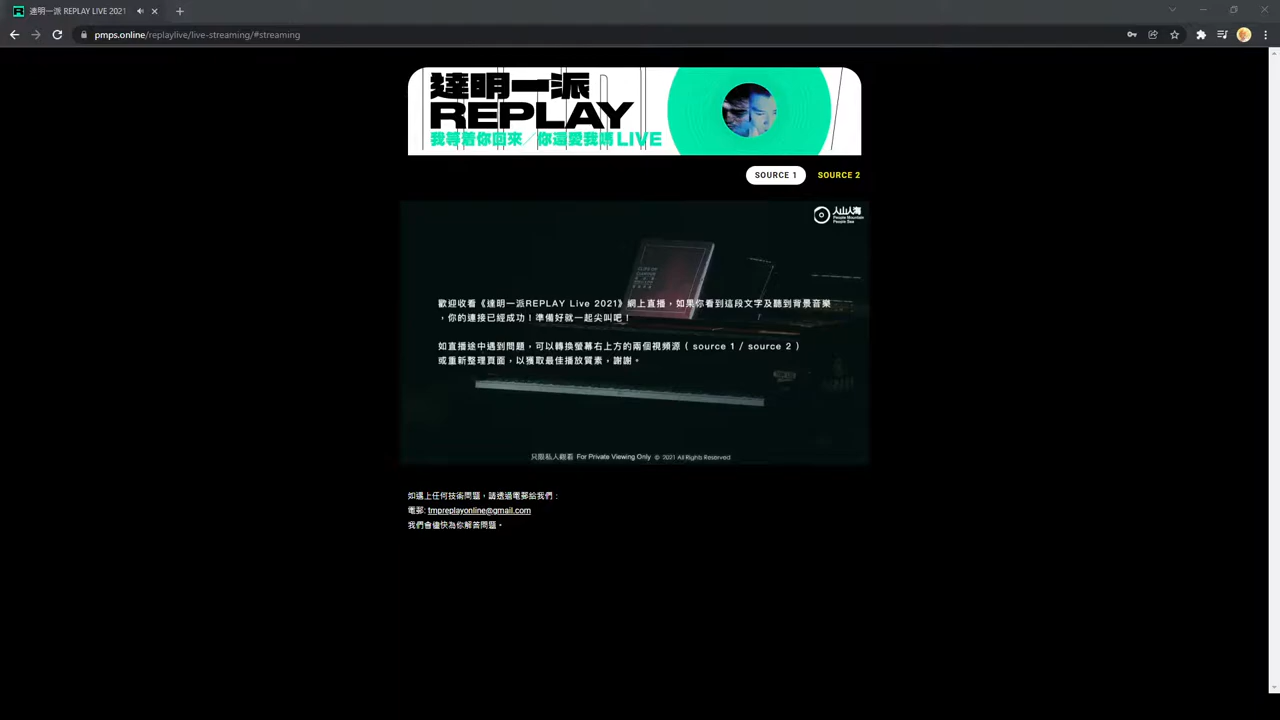 達明一派 REPLAY LIVE 2021
pmps.online/replaylive/live-streaming/#streaming
達明一派
REPLAY
我等着你回來／你還愛我嗎 LIVE
SOURCE 1
SOURCE 2
人山人海
People Mountain
People Sea
歡迎收看《達明一派REPLAY Live 2021》網上直播，如果你看到這段文字及聽到背景音樂
，你的連接已經成功！準備好就一起尖叫吧！
如直播途中遇到問題，可以轉換螢幕右上方的兩個視頻源（ source 1 / source 2 ）
或重新整理頁面，以獲取最佳播放質素，謝謝。
只限私人觀看 For Private Viewing Only © 2021 All Rights Reserved
如遇上任何技術問題，請透過電郵給我們：
電郵: tmpreplayonline@gmail.com
我們會儘快為你解答問題。